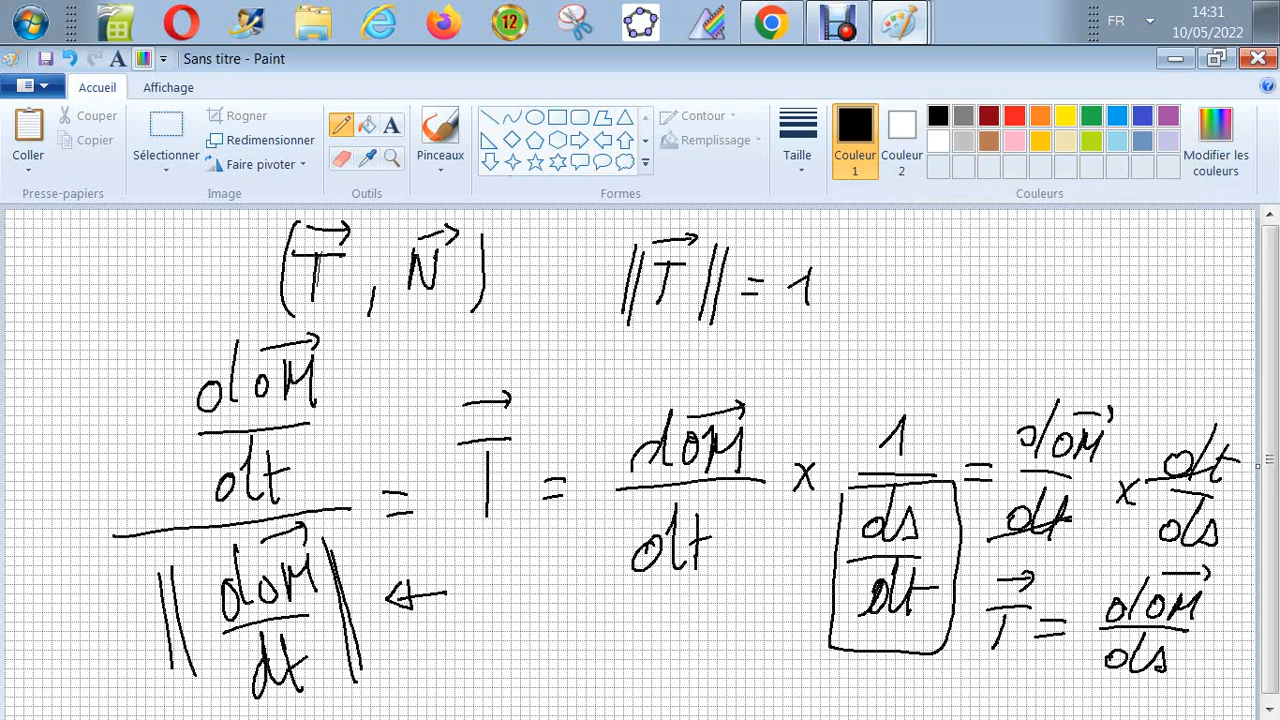 12
FR
14:31
10/05/2022
Sans titre - Paint
Accueil
Affichage
Coller
Couper
Copier
Presse-papiers
Sélectionner
Rogner
Redimensionner
Faire pivoter
Image
A
Outils
Pinceaux
Contour
Remplissage
Formes
Taille
Couleur 1
Couleur 2
Modifier les couleurs
Couleurs
(T⃗, N⃗) ||T⃗|| = 1
(dOM⃗/dt) / ||dOM⃗/dt|| = T⃗ = dOM⃗/dt × 1/(ds/dt) = dOM⃗/dt × dt/ds
←
T⃗ = dOM⃗/ds